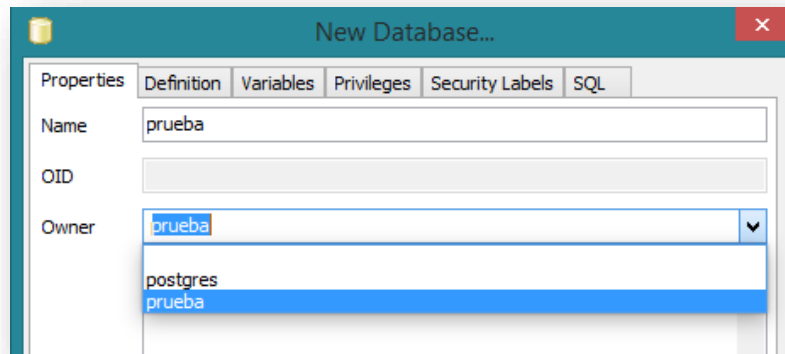 New Database...
Properties Definition Variables Privileges Security Labels SQL
Name prueba
OID
Owner prueba
postgres
prueba